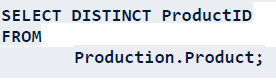 SELECT DISTINCT ProductID
FROM
Production.Product;